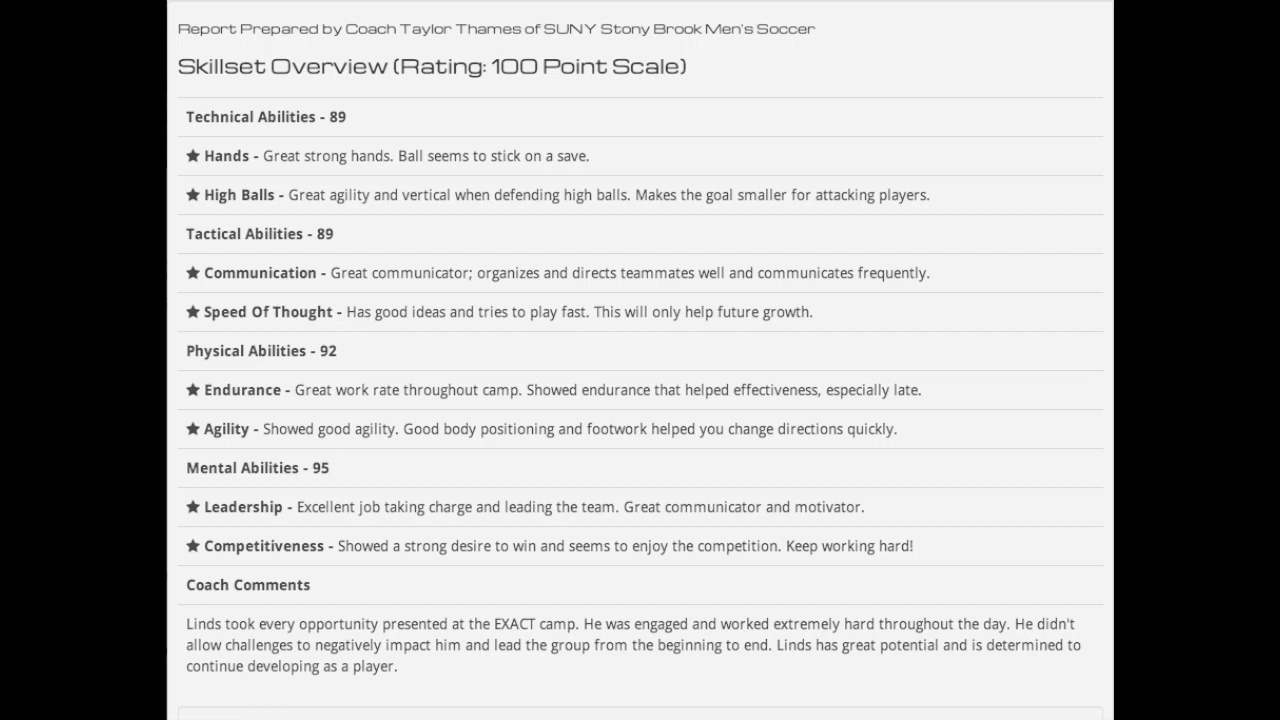 Report Prepared by Coach Taylor Thames of SUNY Stony Brook Men's Soccer
Skillset Overview (Rating: 100 Point Scale)
Technical Abilities - 89
★ Hands - Great strong hands. Ball seems to stick on a save.
★ High Balls - Great agility and vertical when defending high balls. Makes the goal smaller for attacking players.
Tactical Abilities - 89
★ Communication - Great communicator; organizes and directs teammates well and communicates frequently.
★ Speed Of Thought - Has good ideas and tries to play fast. This will only help future growth.
Physical Abilities - 92
★ Endurance - Great work rate throughout camp. Showed endurance that helped effectiveness, especially late.
★ Agility - Showed good agility. Good body positioning and footwork helped you change directions quickly.
Mental Abilities - 95
★ Leadership - Excellent job taking charge and leading the team. Great communicator and motivator.
★ Competitiveness - Showed a strong desire to win and seems to enjoy the competition. Keep working hard!
Coach Comments
Linds took every opportunity presented at the EXACT camp. He was engaged and worked extremely hard throughout the day. He didn't
allow challenges to negatively impact him and lead the group from the beginning to end. Linds has great potential and is determined to
continue developing as a player.